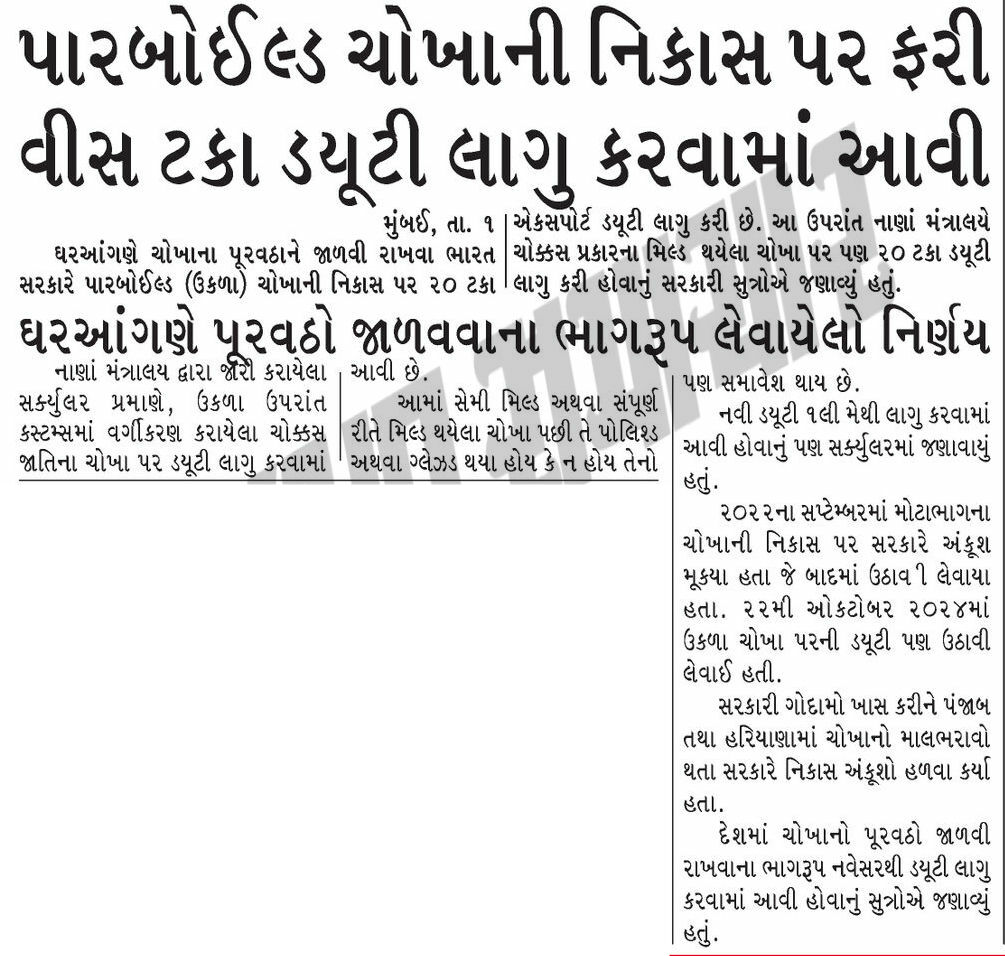 પારબોઈલ્ડ ચોખાની નિકાસ પર ફરી
વીસ ટકા ડયૂટી લાગુ કરવામાં આવી
મુંબઈ, તા. ૧
ઘરઆંગણે ચોખાના પૂરવઠાને જાળવી રાખવા ભારત
સરકારે પારબોઈલ્ડ (ઉકળા) ચોખાની નિકાસ પર ૨૦ ટકા
એકસપોર્ટ ડયૂટી લાગુ કરી છે. આ ઉપરાંત નાણાં મંત્રાલયે
ચોક્કસ પ્રકારના મિલ્ડ થયેલા ચોખા પર પણ ૨૦ ટકા ડયૂટી
લાગુ કરી હોવાનું સરકારી સુત્રોએ જણાવ્યું હતું.
ઘરઆંગણે પૂરવઠો જાળવવાના ભાગરૂપ લેવાયેલો નિર્ણય
નાણાં મંત્રાલય દ્વારા જારી કરાયેલા
સર્ક્યુલર પ્રમાણે, ઉકળા ઉપરાંત
કસ્ટમ્સમાં વર્ગીકરણ કરાયેલા ચોક્કસ
જાતિના ચોખા પર ડયૂટી લાગુ કરવામાં
આવી છે.
આમાં સેમી મિલ્ડ અથવા સંપૂર્ણ
રીતે મિલ્ડ થયેલા ચોખા પછી તે પોલિશ્ડ
અથવા ગ્લેઝ્ડ થયા હોય કે ન હોય તેનો
પણ સમાવેશ થાય છે.
નવી ડયૂટી ૧લી મેથી લાગુ કરવામાં
આવી હોવાનું પણ સર્ક્યુલરમાં જણાવાયું
હતું.
૨૦૨૨ના સપ્ટેમ્બરમાં મોટાભાગના
ચોખાની નિકાસ પર સરકારે અંકૂશ
મૂકયા હતા જે બાદમાં ઉઠાવી લેવાયા
હતા. ૨૨મી ઓકટોબર ૨૦૨૪માં
ઉકળા ચોખા પરની ડયૂટી પણ ઉઠાવી
લેવાઈ હતી.
સરકારી ગોદામો ખાસ કરીને પંજાબ
તથા હરિયાણામાં ચોખાનો માલભરાવો
થતા સરકારે નિકાસ અંકૂશો હળવા કર્યા
હતા.
દેશમાં ચોખાનો પૂરવઠો જાળવી
રાખવાના ભાગરૂપ નવેસરથી ડયૂટી લાગુ
કરવામાં આવી હોવાનું સુત્રોએ જણાવ્યું
હતું.